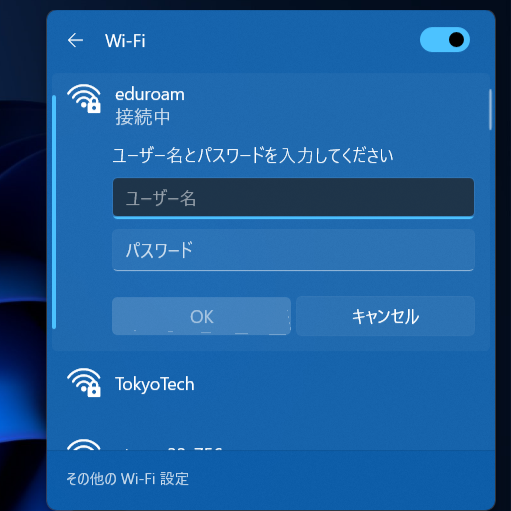 Wi-Fi
eduroam
接続中
ユーザー名とパスワードを入力してください
ユーザー名
パスワード
OK
キャンセル
TokyoTech
その他の Wi-Fi 設定